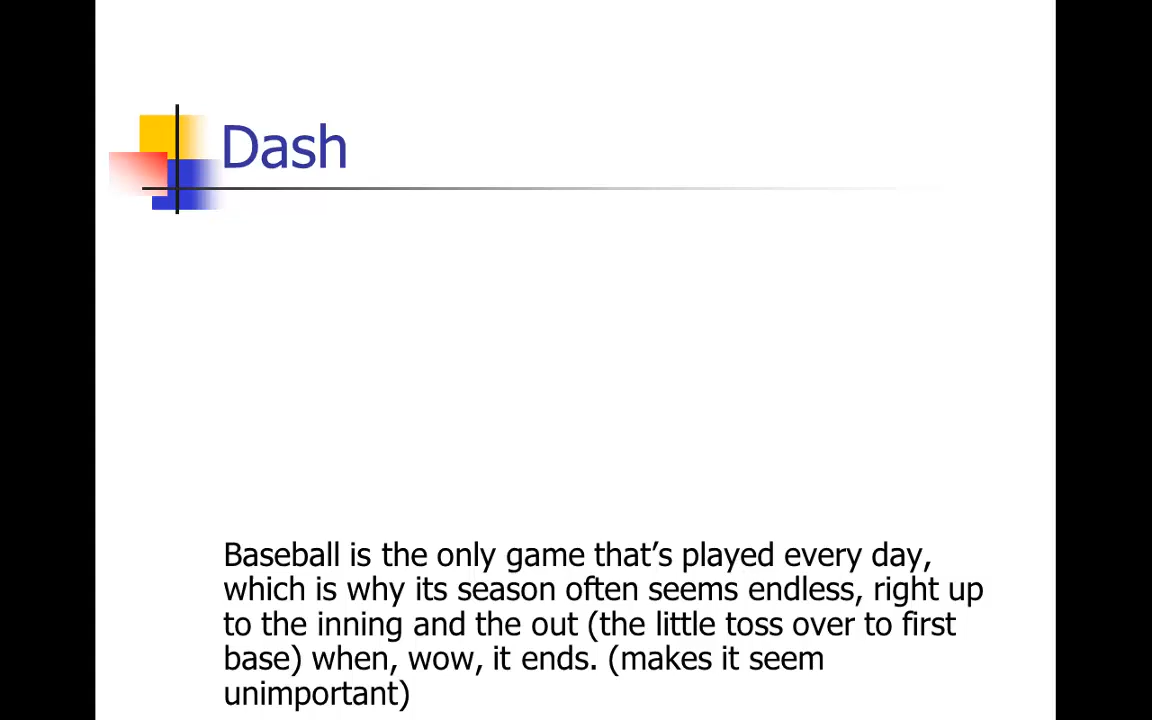 Dash
Baseball is the only game that’s played every day,
which is why its season often seems endless, right up
to the inning and the out (the little toss over to first
base) when, wow, it ends. (makes it seem
unimportant)